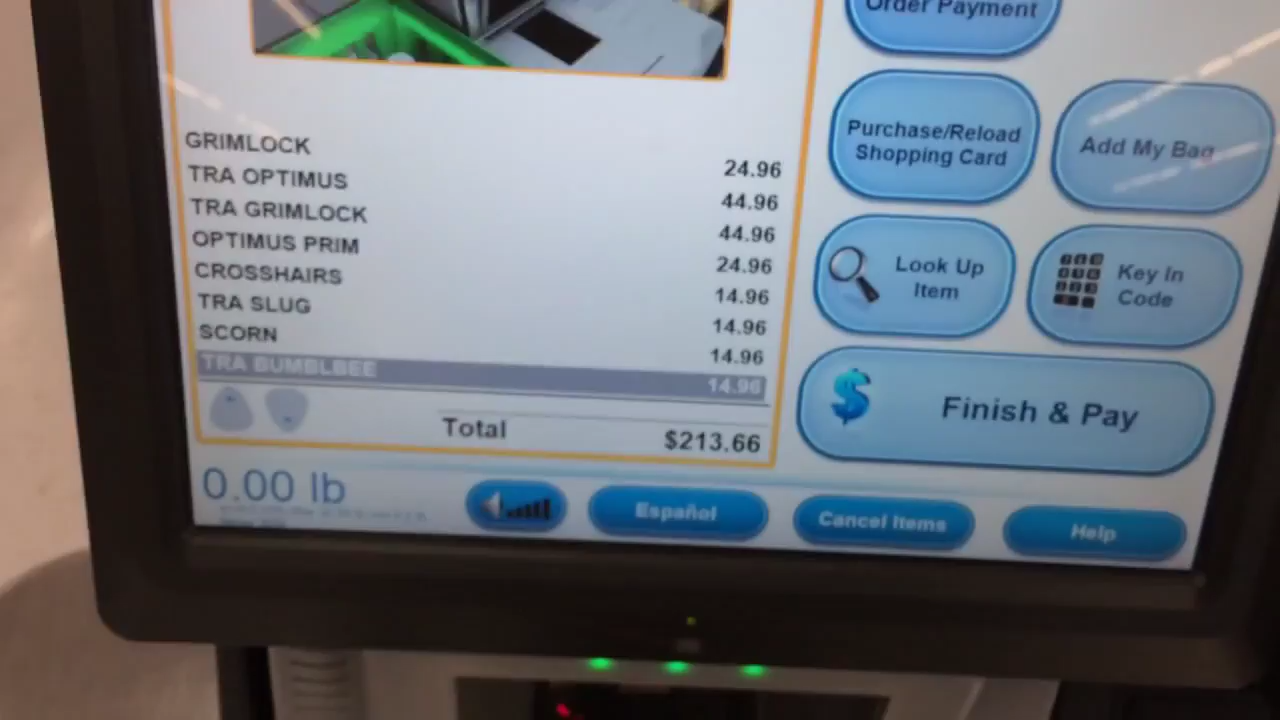 Order Payment
Purchase/Reload
Shopping Card
Add My Bag
GRIMLOCK 24.96
TRA OPTIMUS 44.96
TRA GRIMLOCK 44.96
OPTIMUS PRIM 24.96
CROSSHAIRS 14.96
TRA SLUG 14.96
SCORN 14.96
TRA BUMBLBEE 14.96
Look Up
Item
Key In
Code
Total $213.66
$
Finish & Pay
0.00 lb
Español
Cancel Items
Help